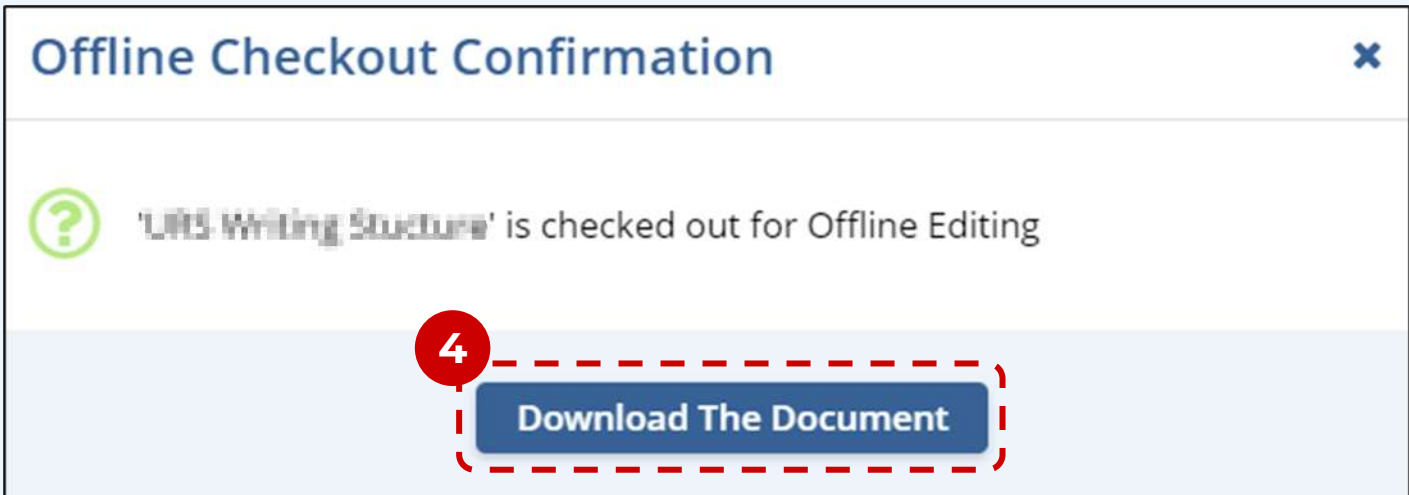 Offline Checkout Confirmation
' ' is checked out for Offline Editing
4
Download The Document